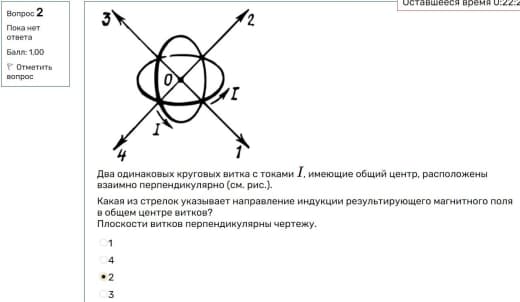 Оставшееся время 0:22:2
Вопрос 2
Пока нет
ответа
Балл: 1,00
Отметить
вопрос
3
2
O
I
I
4
1
Два одинаковых круговых витка с токами I, имеющие общий центр, расположены
взаимно перпендикулярно (см. рис.).
Какая из стрелок указывает направление индукции результирующего магнитного поля
в общем центре витков?
Плоскости витков перпендикулярны чертежу.
1
4
2
3